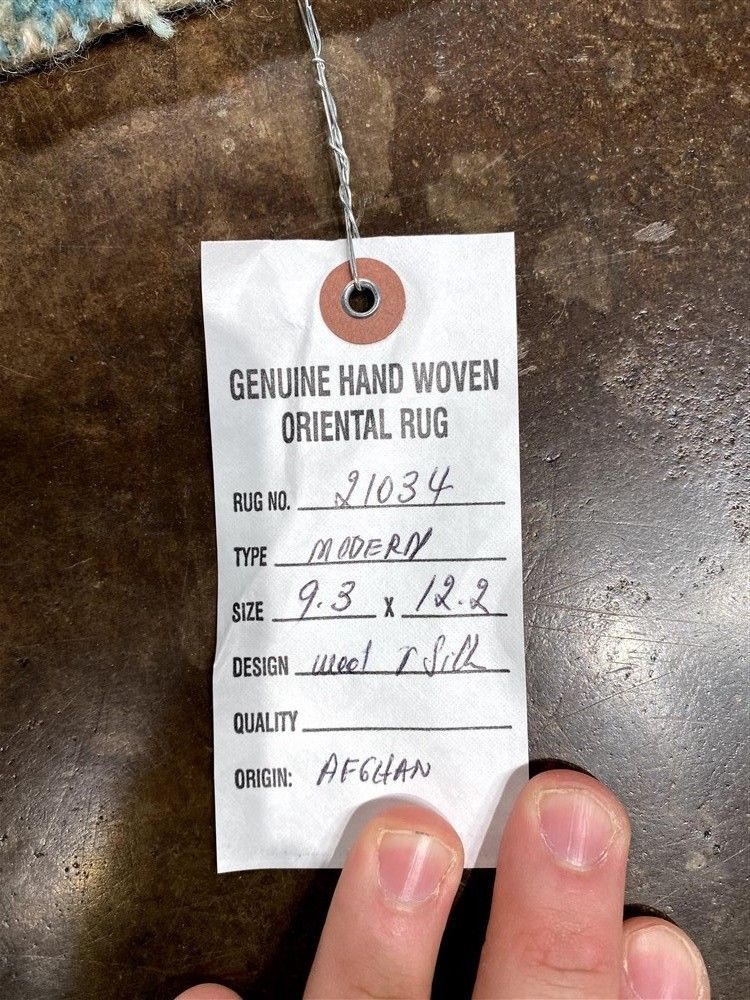 GENUINE HAND WOVEN
ORIENTAL RUG
RUG NO. 21034
TYPE MODERN
SIZE 9.3 X 12.2
DESIGN wool & Silk
QUALITY
ORIGIN: AFGHAN